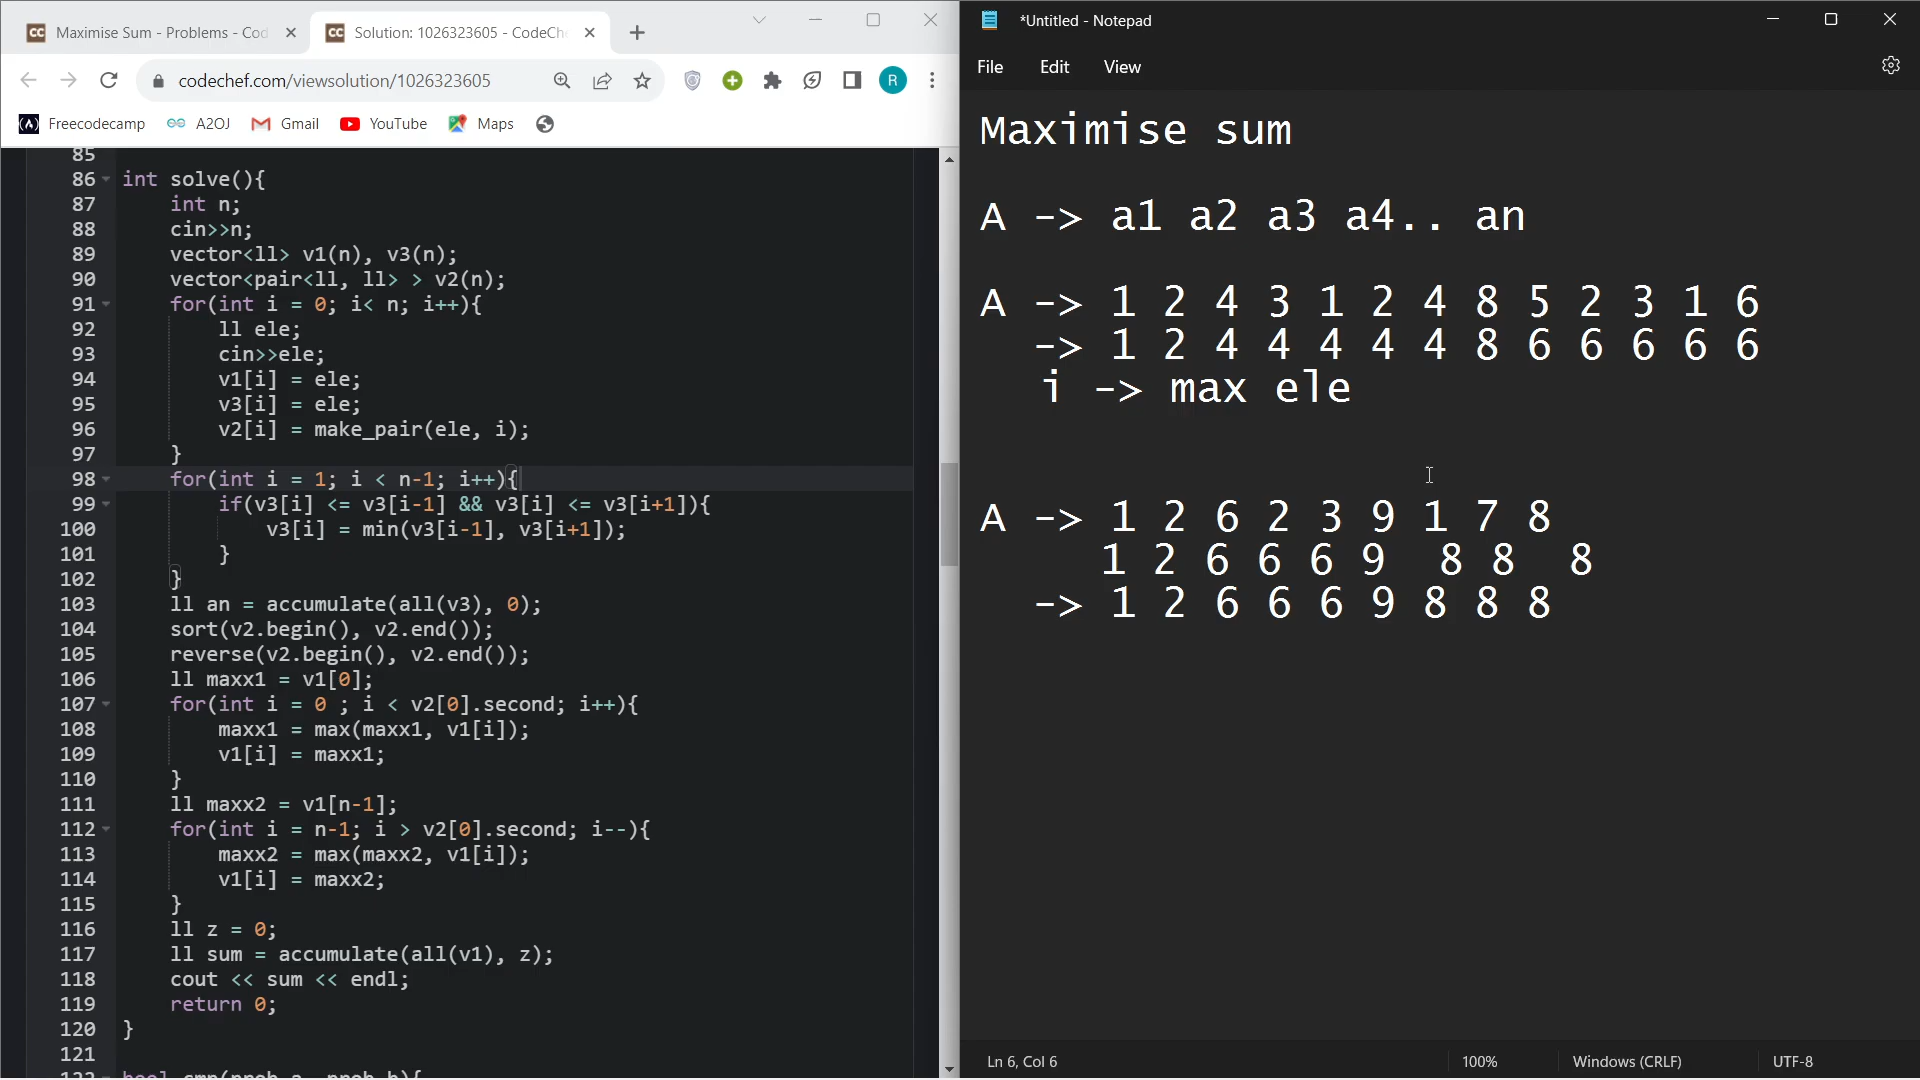 Maximise Sum - Problems - Cod
Solution: 1026323605 - CodeChe
codechef.com/viewsolution/1026323605
R
Freecodecamp
A2OJ
Gmail
YouTube
Maps
85
86 int solve(){
87 int n;
88 cin>>n;
89 vector<ll> v1(n), v3(n);
90 vector<pair<ll, ll> > v2(n);
91 for(int i = 0; i< n; i++){
92 ll ele;
93 cin>>ele;
94 v1[i] = ele;
95 v3[i] = ele;
96 v2[i] = make_pair(ele, i);
97 }
98 for(int i = 1; i < n-1; i++){
99 if(v3[i] <= v3[i-1] && v3[i] <= v3[i+1]){
100 v3[i] = min(v3[i-1], v3[i+1]);
101 }
102 }
103 ll an = accumulate(all(v3), 0);
104 sort(v2.begin(), v2.end());
105 reverse(v2.begin(), v2.end());
106 ll maxx1 = v1[0];
107 for(int i = 0 ; i < v2[0].second; i++){
108 maxx1 = max(maxx1, v1[i]);
109 v1[i] = maxx1;
110 }
111 ll maxx2 = v1[n-1];
112 for(int i = n-1; i > v2[0].second; i--){
113 maxx2 = max(maxx2, v1[i]);
114 v1[i] = maxx2;
115 }
116 ll z = 0;
117 ll sum = accumulate(all(v1), z);
118 cout << sum << endl;
119 return 0;
120 }
121
*Untitled - Notepad
File Edit View
Maximise sum
A -> a1 a2 a3 a4.. an
A -> 1 2 4 3 1 2 4 8 5 2 3 1 6
-> 1 2 4 4 4 4 4 8 6 6 6 6 6
i -> max ele
A -> 1 2 6 2 3 9 1 7 8
1 2 6 6 6 9 8 8 8
-> 1 2 6 6 6 9 8 8 8
Ln 6, Col 6
100%
Windows (CRLF)
UTF-8